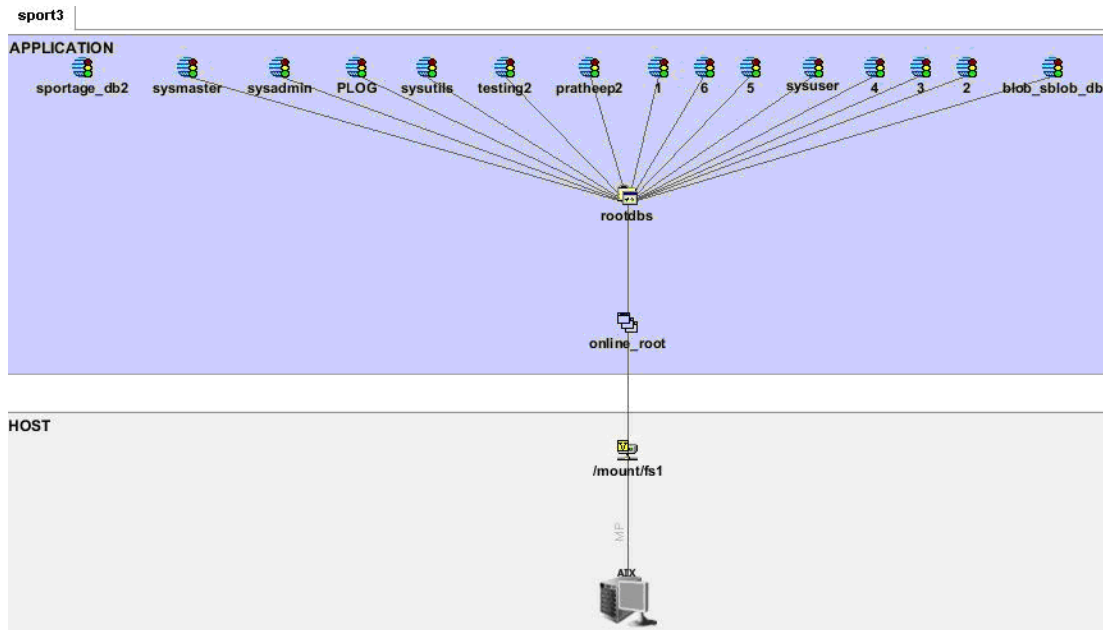 sport3
APPLICATION
sportage_db2 sysmaster sysadmin PLOG sysutils testing2 pratheep2 1 6 5 sysuser 4 3 2 blob_sblob_db
rootdbs
online_root
HOST
/mount/fs1
MP
AIX